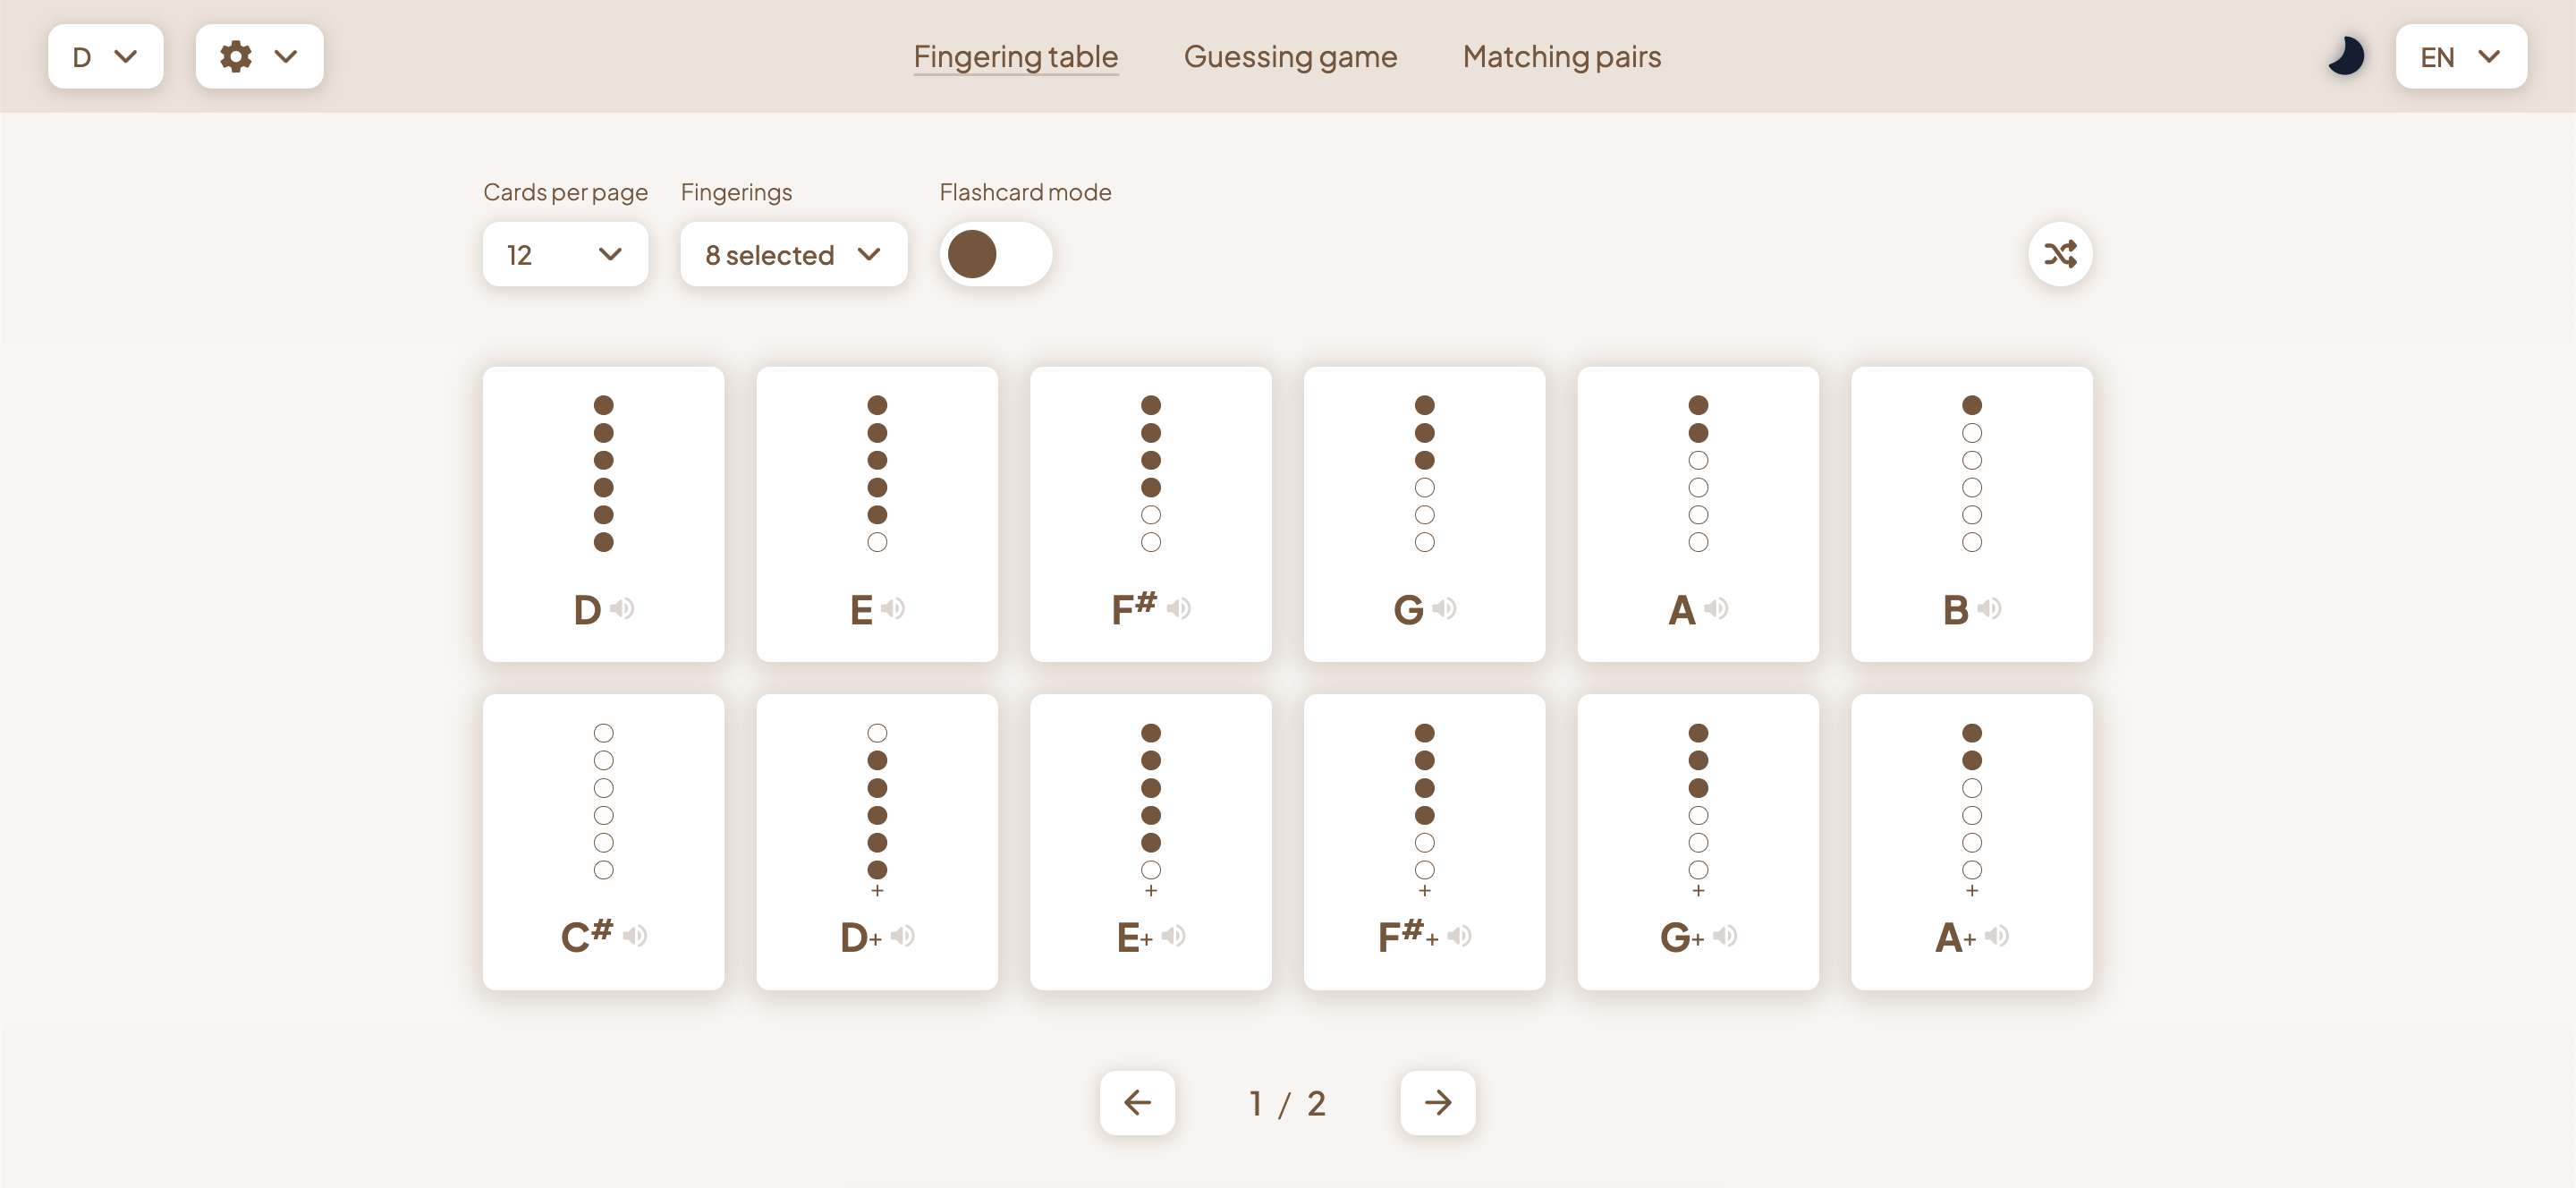 D
Fingering table
Guessing game
Matching pairs
EN
Cards per page
Fingerings
Flashcard mode
12
8 selected
D
E
F#
G
A
B
C#
+
D+
+
E+
+
F#+
+
G+
+
A+
1 / 2